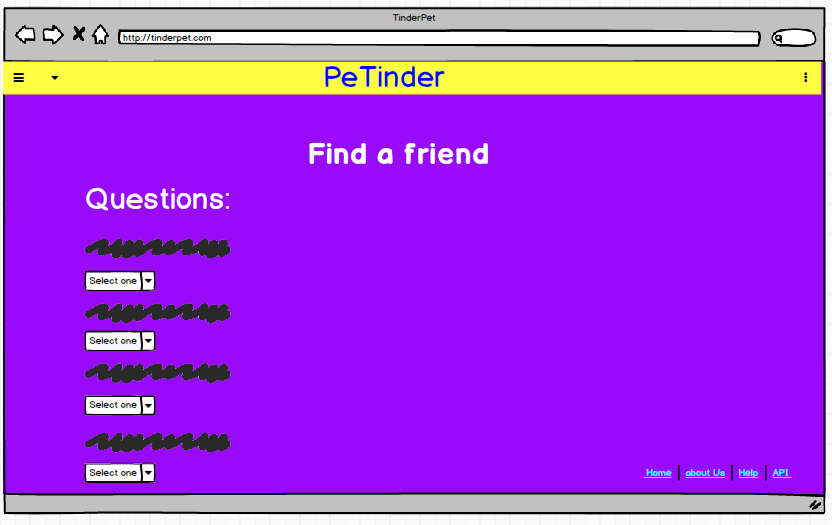 TinderPet
http://tinderpet.com
PeTinder
Find a friend
Questions:
Select one
Select one
Select one
Select one
Home about Us Help API